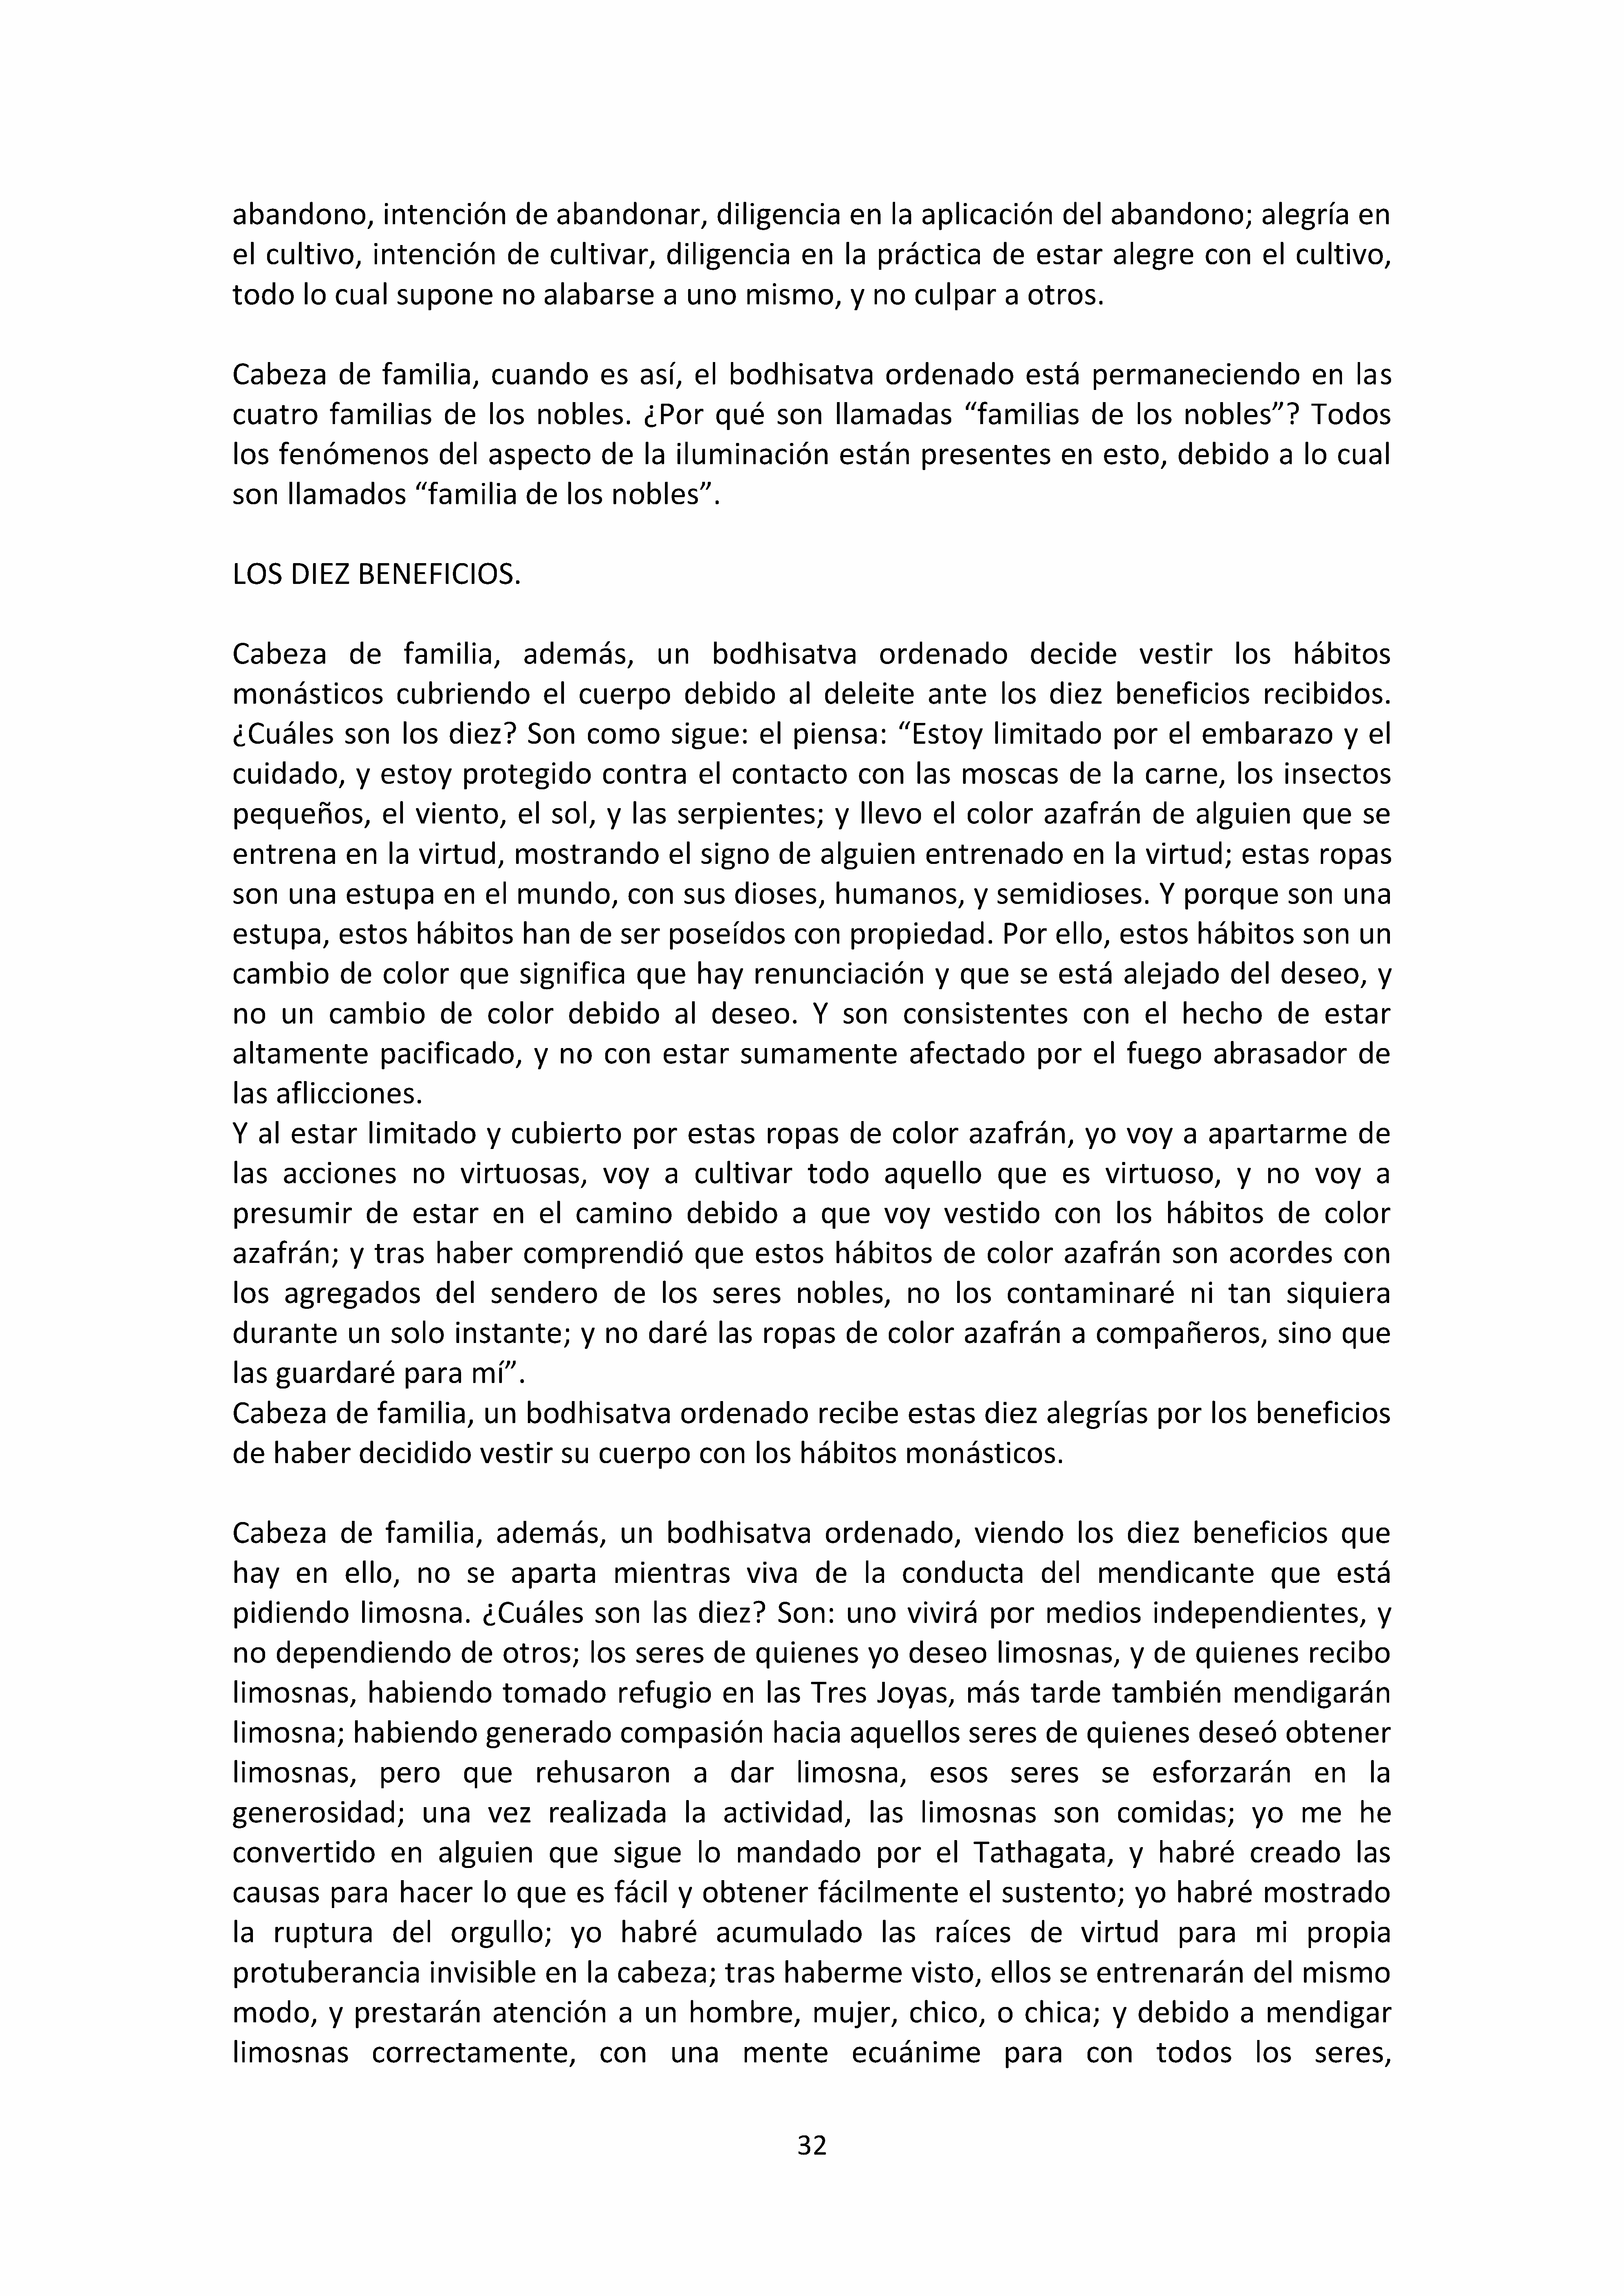 abandono, intención de abandonar, diligencia en la aplicación del abandono; alegría en
el cultivo, intención de cultivar, diligencia en la práctica de estar alegre con el cultivo,
todo lo cual supone no alabarse a uno mismo, y no culpar a otros.

Cabeza de familia, cuando es así, el bodhisatva ordenado está permaneciendo en las
cuatro familias de los nobles. ¿Por qué son llamadas “familias de los nobles”? Todos
los fenómenos del aspecto de la iluminación están presentes en esto, debido a lo cual
son llamados “familia de los nobles”.

LOS DIEZ BENEFICIOS.

Cabeza de familia, además, un bodhisatva ordenado decide vestir los hábitos
monásticos cubriendo el cuerpo debido al deleite ante los diez beneficios recibidos.
¿Cuáles son los diez? Son como sigue: el piensa: “Estoy limitado por el embarazo y el
cuidado, y estoy protegido contra el contacto con las moscas de la carne, los insectos
pequeños, el viento, el sol, y las serpientes; y llevo el color azafrán de alguien que se
entrena en la virtud, mostrando el signo de alguien entrenado en la virtud; estas ropas
son una estupa en el mundo, con sus dioses, humanos, y semidioses. Y porque son una
estupa, estos hábitos han de ser poseídos con propiedad. Por ello, estos hábitos son un
cambio de color que significa que hay renunciación y que se está alejado del deseo, y
no un cambio de color debido al deseo. Y son consistentes con el hecho de estar
altamente pacificado, y no con estar sumamente afectado por el fuego abrasador de
las aflicciones.
Y al estar limitado y cubierto por estas ropas de color azafrán, yo voy a apartarme de
las acciones no virtuosas, voy a cultivar todo aquello que es virtuoso, y no voy a
presumir de estar en el camino debido a que voy vestido con los hábitos de color
azafrán; y tras haber comprendió que estos hábitos de color azafrán son acordes con
los agregados del sendero de los seres nobles, no los contaminaré ni tan siquiera
durante un solo instante; y no daré las ropas de color azafrán a compañeros, sino que
las guardaré para mí”.
Cabeza de familia, un bodhisatva ordenado recibe estas diez alegrías por los beneficios
de haber decidido vestir su cuerpo con los hábitos monásticos.

Cabeza de familia, además, un bodhisatva ordenado, viendo los diez beneficios que
hay en ello, no se aparta mientras viva de la conducta del mendicante que está
pidiendo limosna. ¿Cuáles son las diez? Son: uno vivirá por medios independientes, y
no dependiendo de otros; los seres de quienes yo deseo limosnas, y de quienes recibo
limosnas, habiendo tomado refugio en las Tres Joyas, más tarde también mendigarán
limosna; habiendo generado compasión hacia aquellos seres de quienes deseó obtener
limosnas, pero que rehusaron a dar limosna, esos seres se esforzarán en la
generosidad; una vez realizada la actividad, las limosnas son comidas; yo me he
convertido en alguien que sigue lo mandado por el Tathagata, y habré creado las
causas para hacer lo que es fácil y obtener fácilmente el sustento; yo habré mostrado
la ruptura del orgullo; yo habré acumulado las raíces de virtud para mi propia
protuberancia invisible en la cabeza; tras haberme visto, ellos se entrenarán del mismo
modo, y prestarán atención a un hombre, mujer, chico, o chica; y debido a mendigar
limosnas correctamente, con una mente ecuánime para con todos los seres,

32